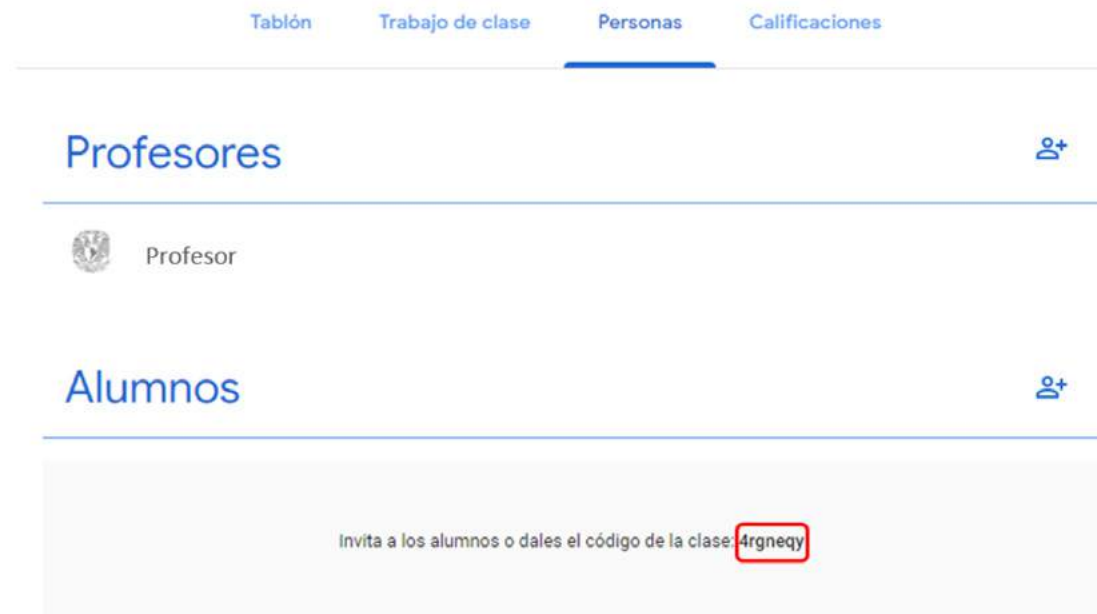 Tablón Trabajo de clase Personas Calificaciones
Profesores
Profesor
Alumnos
Invita a los alumnos o dales el código de la clase: 4rgneqy